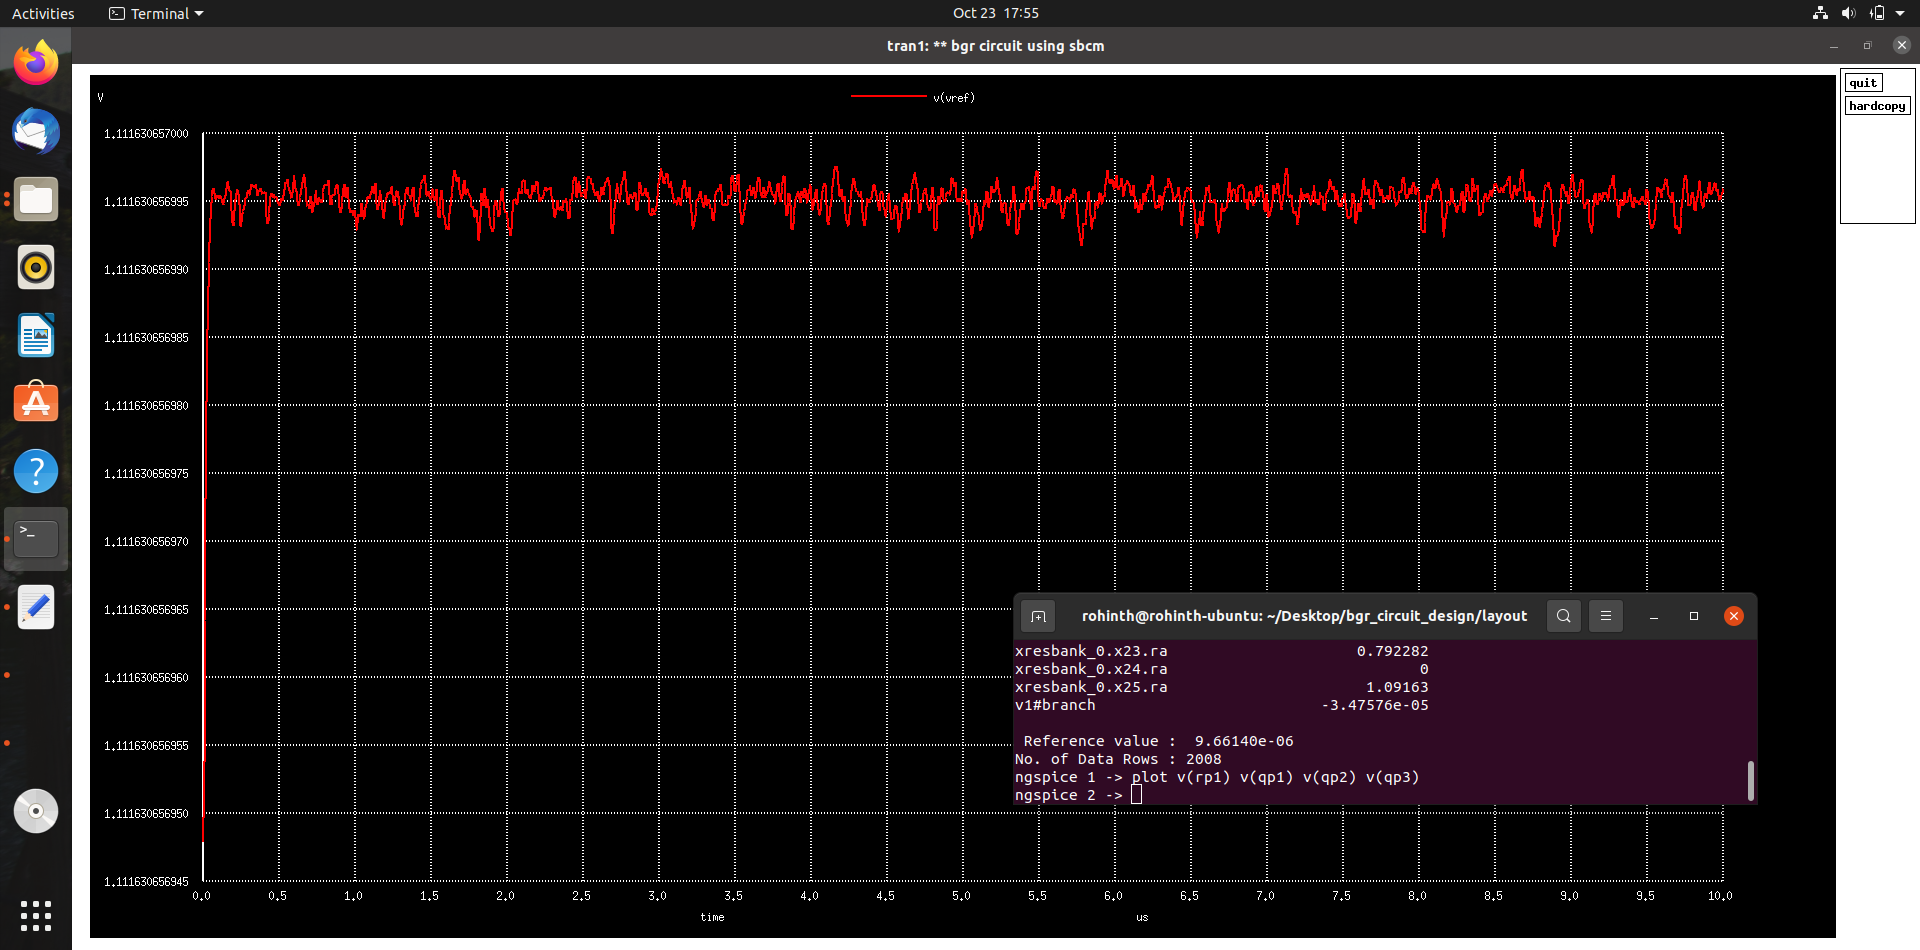 Activities
Terminal
Oct 23 17:55
tran1: ** bgr circuit using sbcm
quit
hardcopy
V
v(vref)
1.111630657000
1.111630656995
1.111630656990
1.111630656985
1.111630656980
1.111630656975
1.111630656970
1.111630656965
1.111630656960
1.111630656955
1.111630656950
1.111630656945
0.0 0.5 1.0 1.5 2.0 2.5 3.0 3.5 4.0 4.5 5.0 5.5 6.0 6.5 7.0 7.5 8.0 8.5 9.0 9.5 10.0
time us
rohinth@rohinth-ubuntu: ~/Desktop/bgr_circuit_design/layout
xresbank_0.x23.ra 0.792282
xresbank_0.x24.ra 0
xresbank_0.x25.ra 1.09163
v1#branch -3.47576e-05
Reference value : 9.66140e-06
No. of Data Rows : 2008
ngspice 1 -> plot v(rp1) v(qp1) v(qp2) v(qp3)
ngspice 2 ->